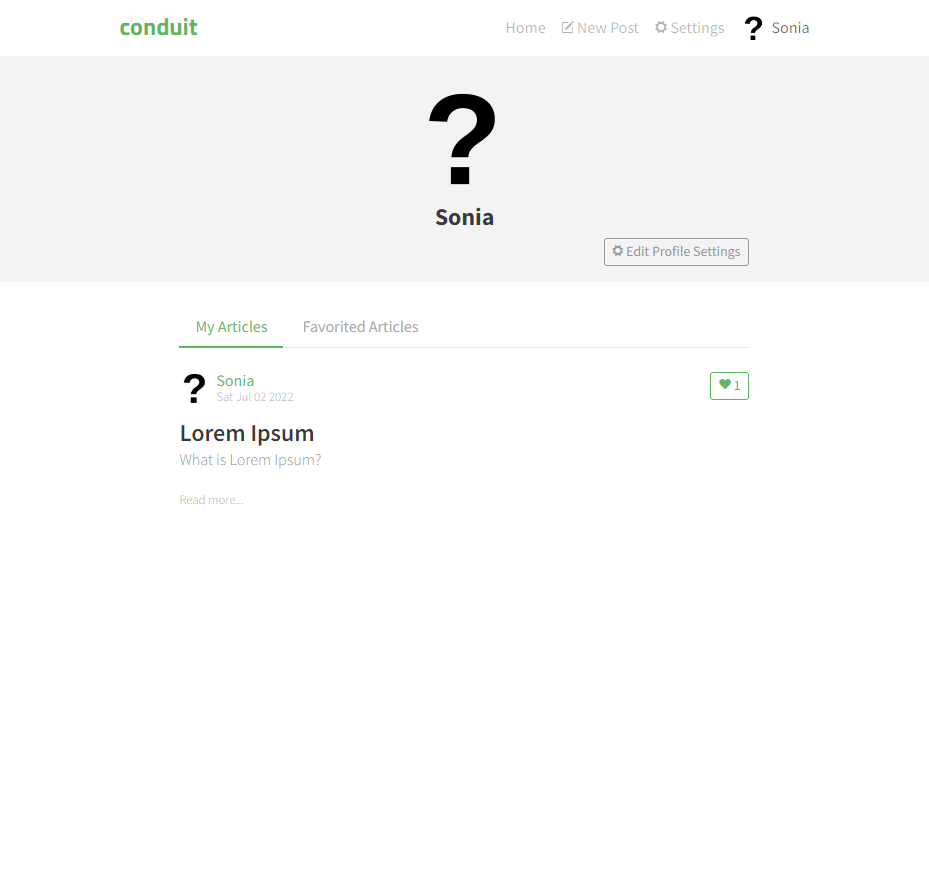 conduit
Home New Post Settings ? Sonia
?
Sonia
Edit Profile Settings
My Articles Favorited Articles
? Sonia
Sat Jul 02 2022
1
Lorem Ipsum
What is Lorem Ipsum?
Read more...